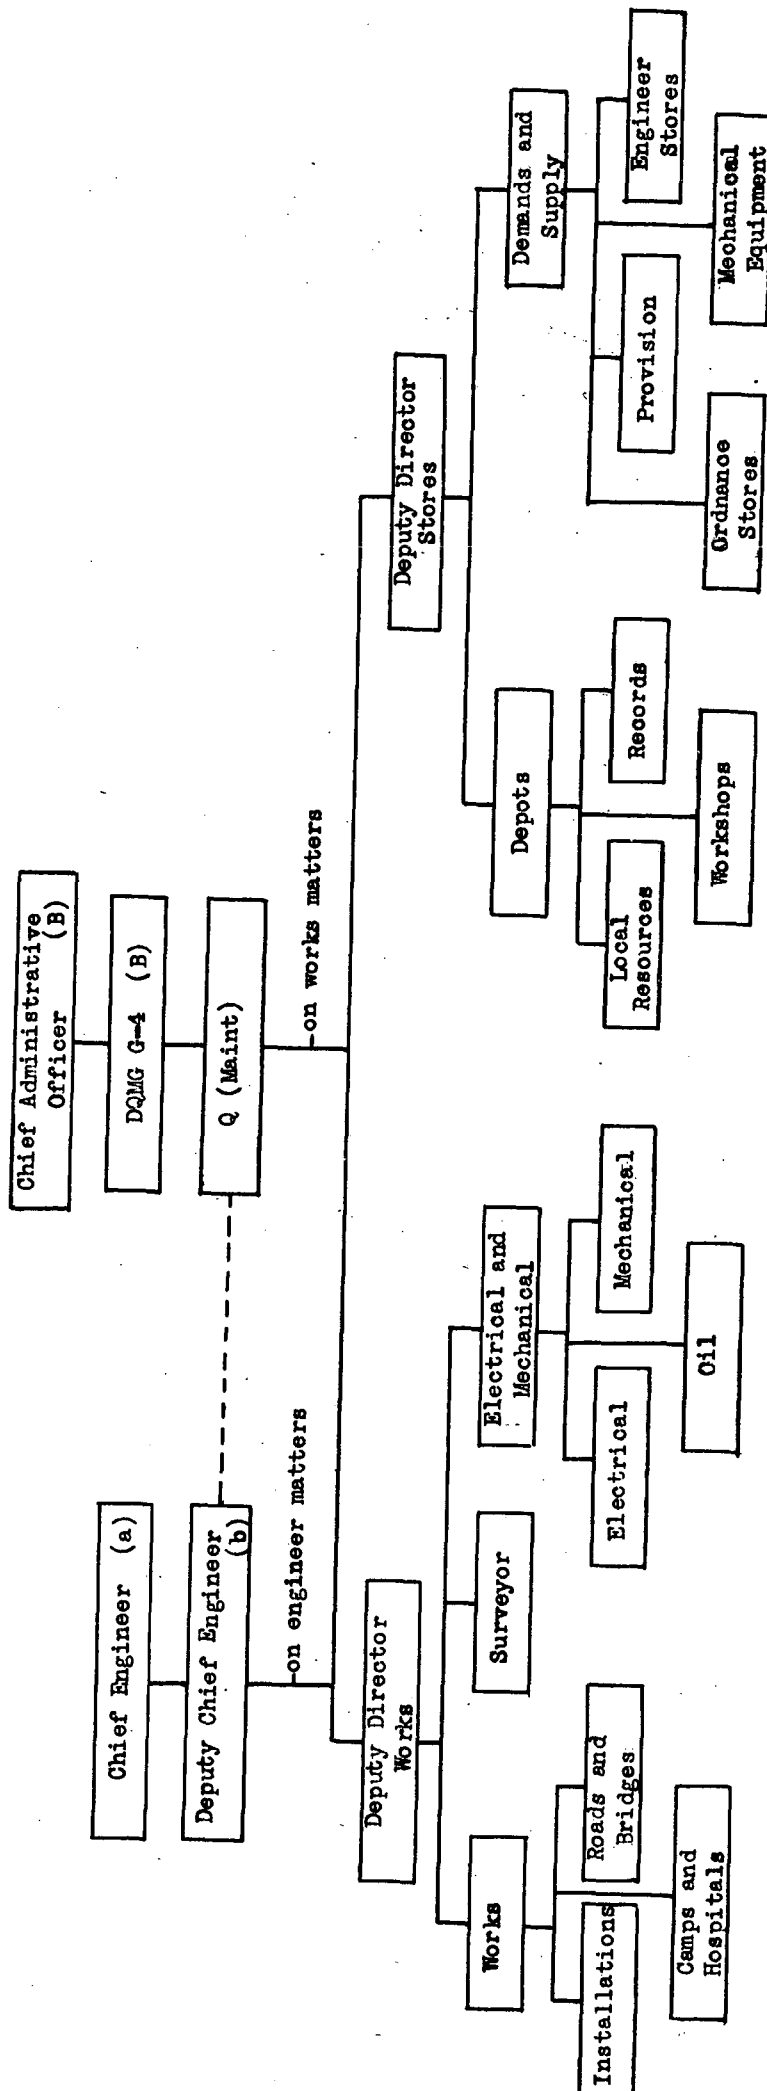 Chief Engineer (a)
Deputy Chief Engineer
(b)
on engineer matters
Chief Administrative
Officer (B)
DQMG G-4 (B)
Q (Maint)
on works matters
Deputy Director
Works
Deputy Director
Stores
Works
Surveyor
Electrical and
Mechanical
Depots
Demands and
Supply
Installations
Roads and
Bridges
Camps and
Hospitals
Electrical
Mechanical
Oil
Local
Resources
Records
Workshops
Provision
Engineer
Stores
Ordnance
Stores
Mechanical
Equipment